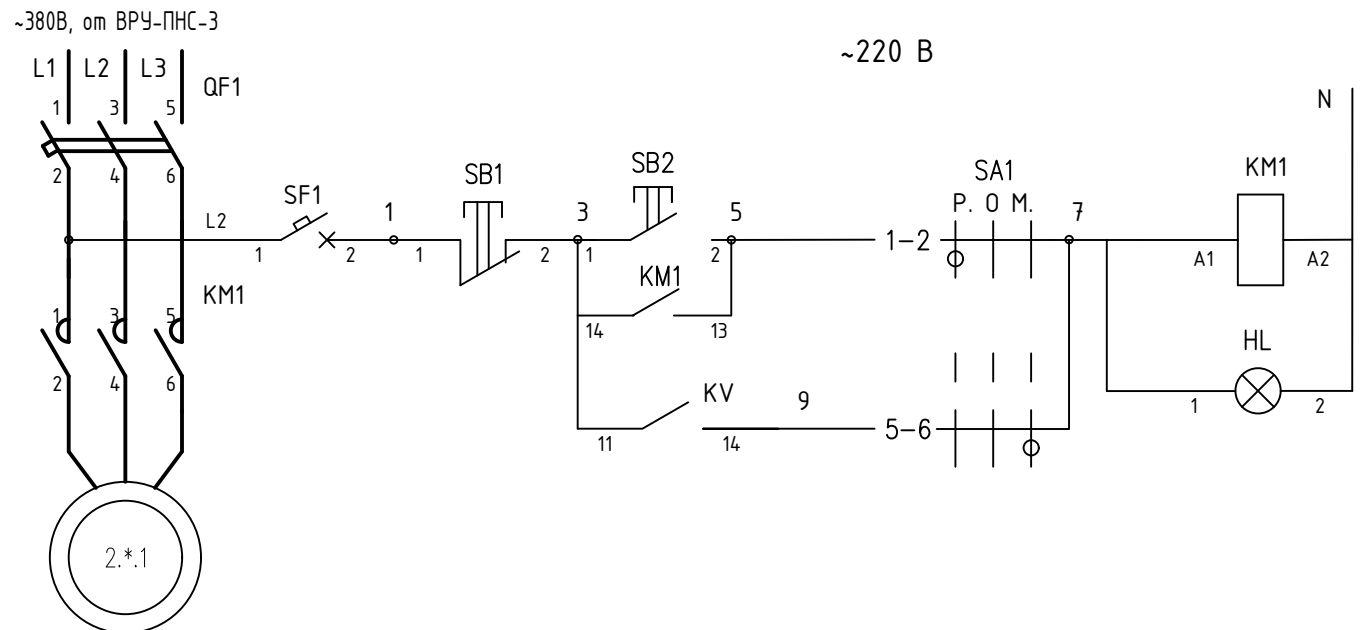 ~380В, от ВРУ-ПНС-3
~220 В
L1 L2 L3
QF1
N
1 3 5
2 4 6
SF1
SB1
SB2
SA1
KM1
P. O M.
L2
1
3
5
7
1 2
1 2
1 2
1-2
A1 A2
KM1
14 13
KM1
1 3 5
2 4 6
HL
1 2
KV
9
11 14
5-6
2.*.1